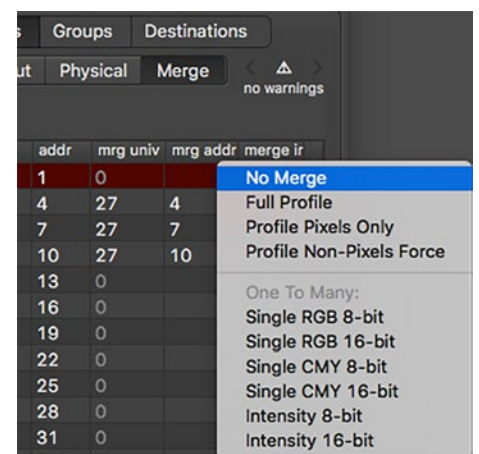 s Groups Destinations
ut Physical Merge < ⚠ >
no warnings
addr mrg univ mrg addr merge ir
1 0 No Merge
4 27 4 Full Profile
7 27 7 Profile Pixels Only
10 27 10 Profile Non-Pixels Force
13 0
One To Many:
16 0 Single RGB 8-bit
19 0 Single RGB 16-bit
22 0 Single CMY 8-bit
25 0 Single CMY 16-bit
28 0 Intensity 8-bit
31 0 Intensity 16-bit